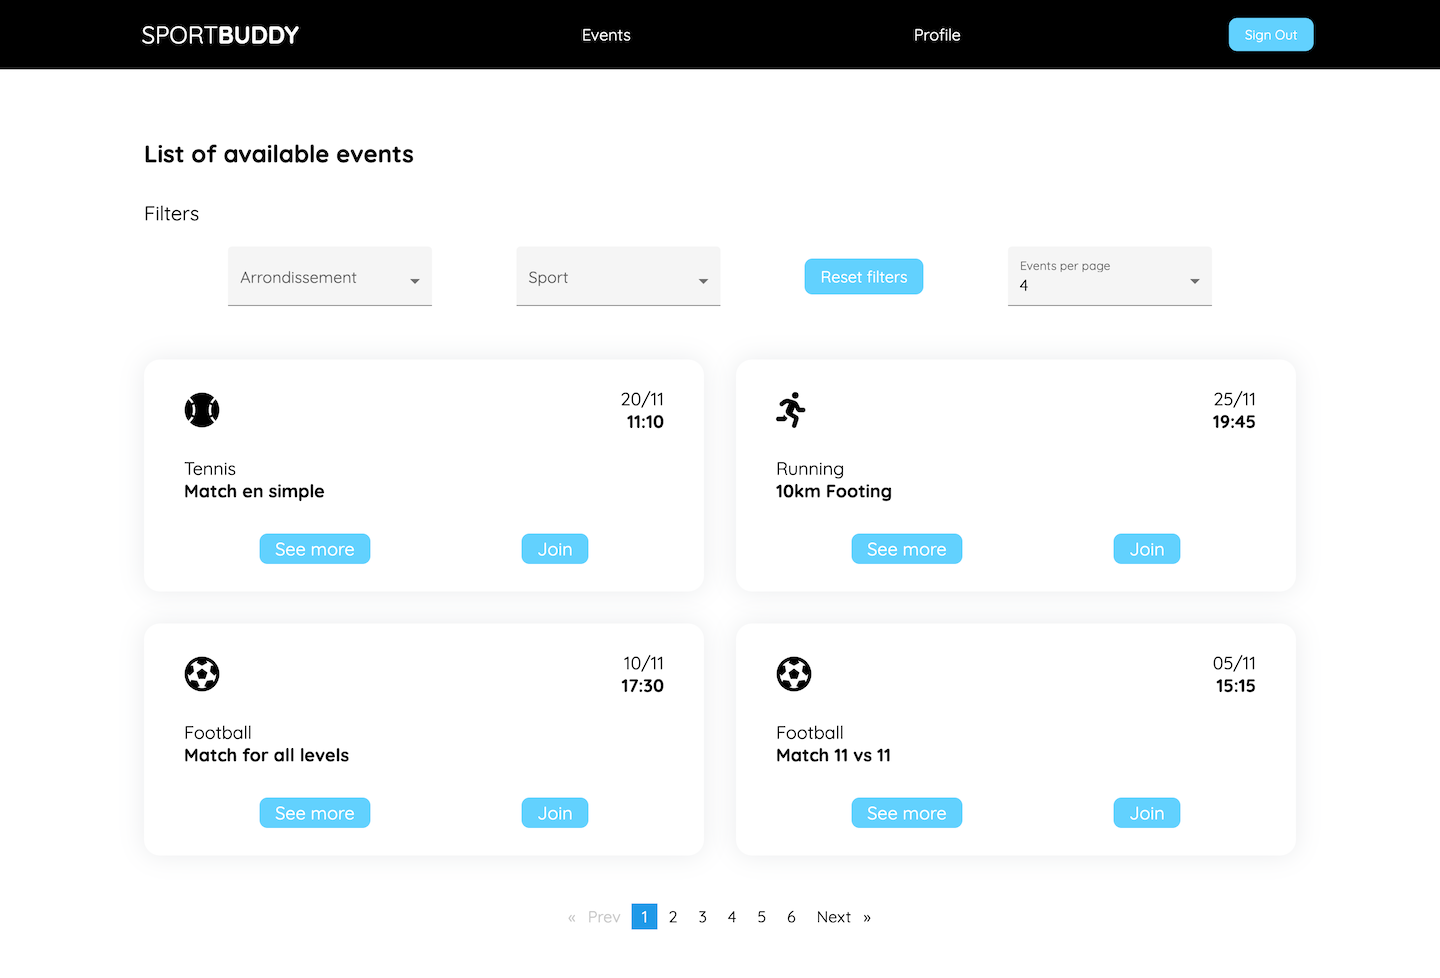 SPORTBUDDY
Events
Profile
Sign Out
List of available events
Filters
Arrondissement
Sport
Reset filters
Events per page
4
20/11
11:10
Tennis
Match en simple
See more
Join
25/11
19:45
Running
10km Footing
See more
Join
10/11
17:30
Football
Match for all levels
See more
Join
05/11
15:15
Football
Match 11 vs 11
See more
Join
« Prev 1 2 3 4 5 6 Next »